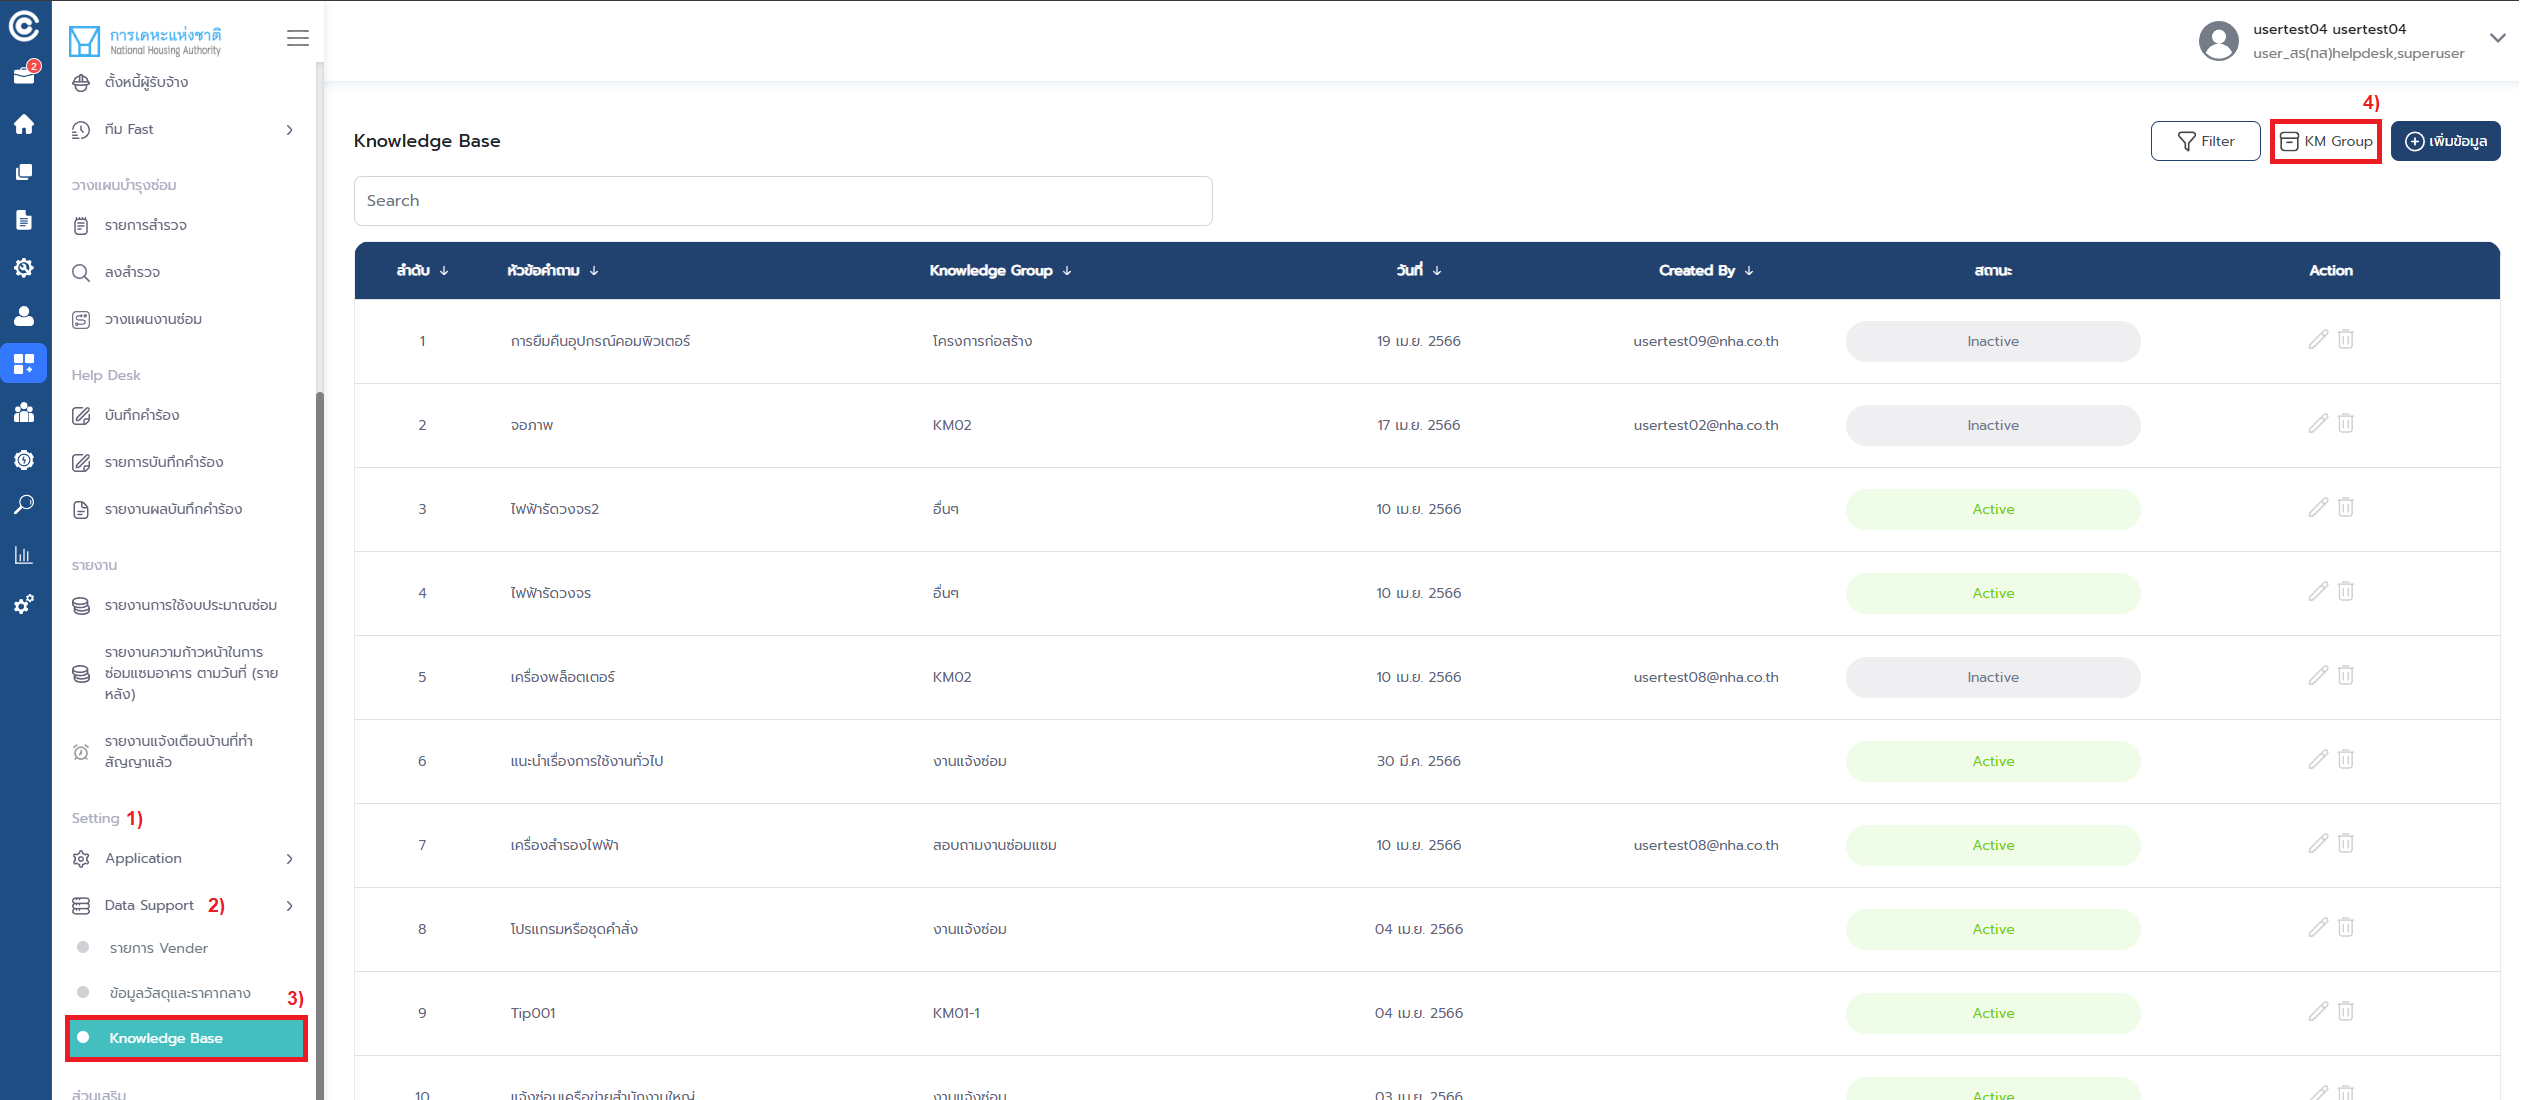 การเคหะแห่งชาติ
National Housing Authority
2
ตั้งหนี้ผู้รับจ้าง
ทีม Fast
วางแผนบำรุงซ่อม
รายการสำรวจ
ลงสำรวจ
วางแผนงานซ่อม
Help Desk
บันทึกคำร้อง
รายการบันทึกคำร้อง
รายงานผลบันทึกคำร้อง
รายงาน
รายงานการใช้งบประมาณซ่อม
รายงานความก้าวหน้าในการ
ซ่อมแซมอาคาร ตามวันที่ (ราย
หลัง)
รายงานแจ้งเตือนบ้านที่ทำ
สัญญาแล้ว
Setting 1)
Application
Data Support 2)
รายการ Vender
ข้อมูลวัสดุและราคากลาง
3)
Knowledge Base
ส่วนเสริม
usertest04 usertest04
user_สร(ทส)helpdesk,superuser
4)
Knowledge Base
Filter
KM Group
เพิ่มข้อมูล
Search
ลำดับ ↓ หัวข้อคำถาม ↓ Knowledge Group ↓ วันที่ ↓ Created By ↓ สถานะ Action
1 การยืมคืนอุปกรณ์คอมพิวเตอร์ โครงการก่อสร้าง 19 เม.ย. 2566 usertest09@nha.co.th Inactive
2 จอภาพ KM02 17 เม.ย. 2566 usertest02@nha.co.th Inactive
3 ไฟฟ้ารัดวงจร2 อื่นๆ 10 เม.ย. 2566 Active
4 ไฟฟ้ารัดวงจร อื่นๆ 10 เม.ย. 2566 Active
5 เครื่องพล็อตเตอร์ KM02 10 เม.ย. 2566 usertest08@nha.co.th Inactive
6 แนะนำเรื่องการใช้งานทั่วไป งานแจ้งซ่อม 30 มี.ค. 2566 Active
7 เครื่องสำรองไฟฟ้า สอบถามงานซ่อมแซม 10 เม.ย. 2566 usertest08@nha.co.th Active
8 โปรแกรมหรือชุดคำสั่ง งานแจ้งซ่อม 04 เม.ย. 2566 Active
9 Tip001 KM01-1 04 เม.ย. 2566 Active
10 แจ้งซ่อมเครือข่ายสำนักงานใหญ่ งานแจ้งซ่อม 03 เม.ย. 2566 Active